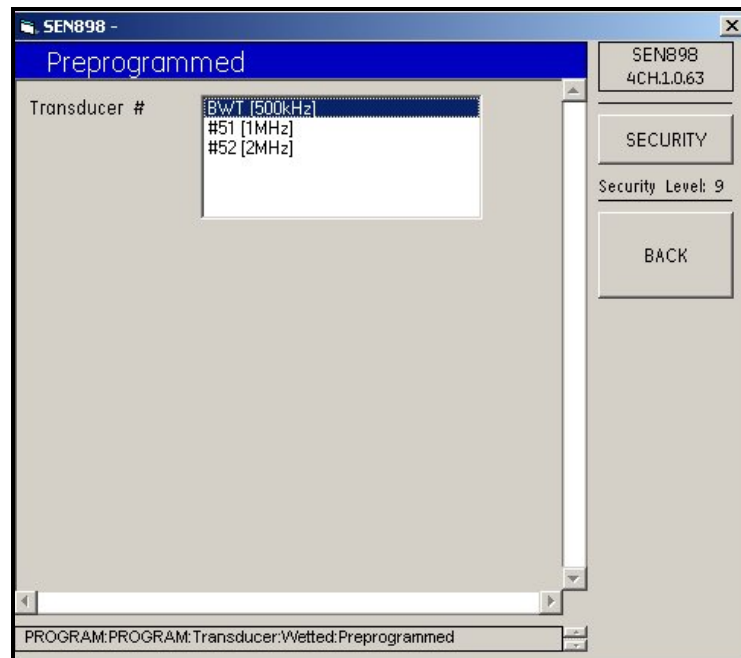 SEN898 -
Preprogrammed
SEN898
4CH.1.0.63
Transducer #
BWT [500kHz]
#51 [1MHz]
#52 [2MHz]
SECURITY
Security Level: 9
BACK
PROGRAM:PROGRAM:Transducer:Wetted:Preprogrammed